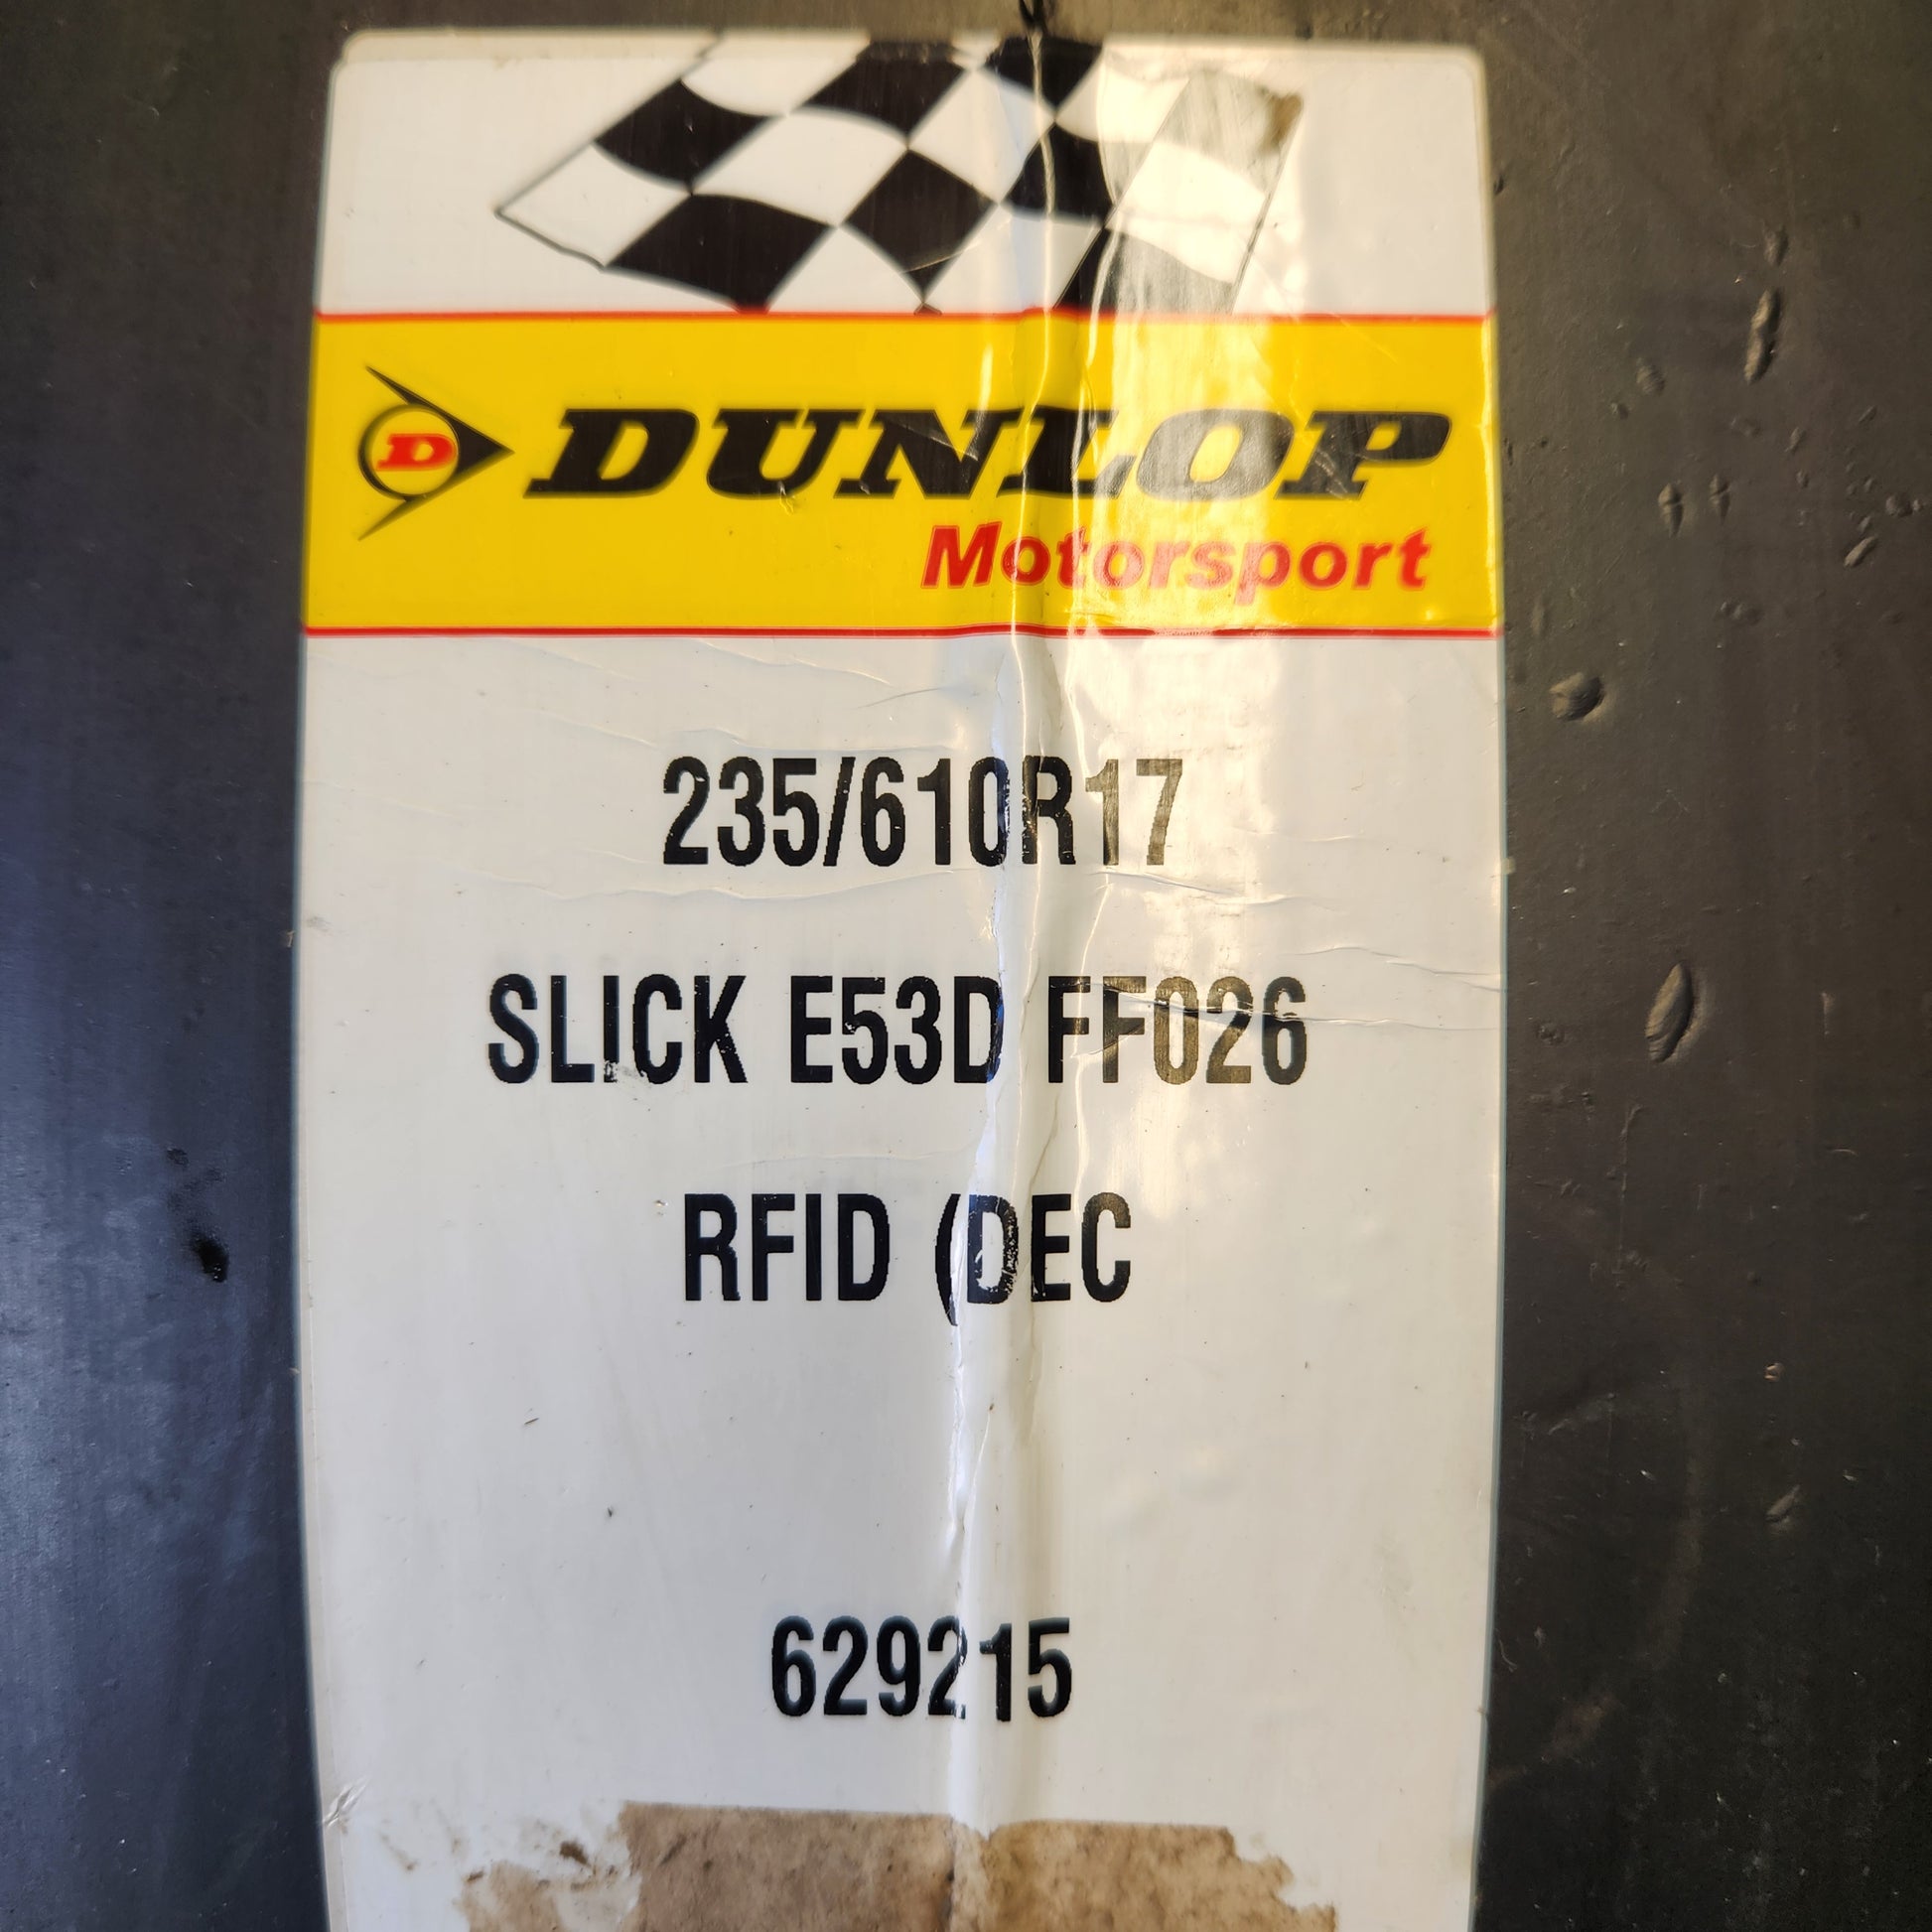 D DUNLOP
Motorsport
235/610R17
SLICK E53D FF026
RFID (DEC
629215